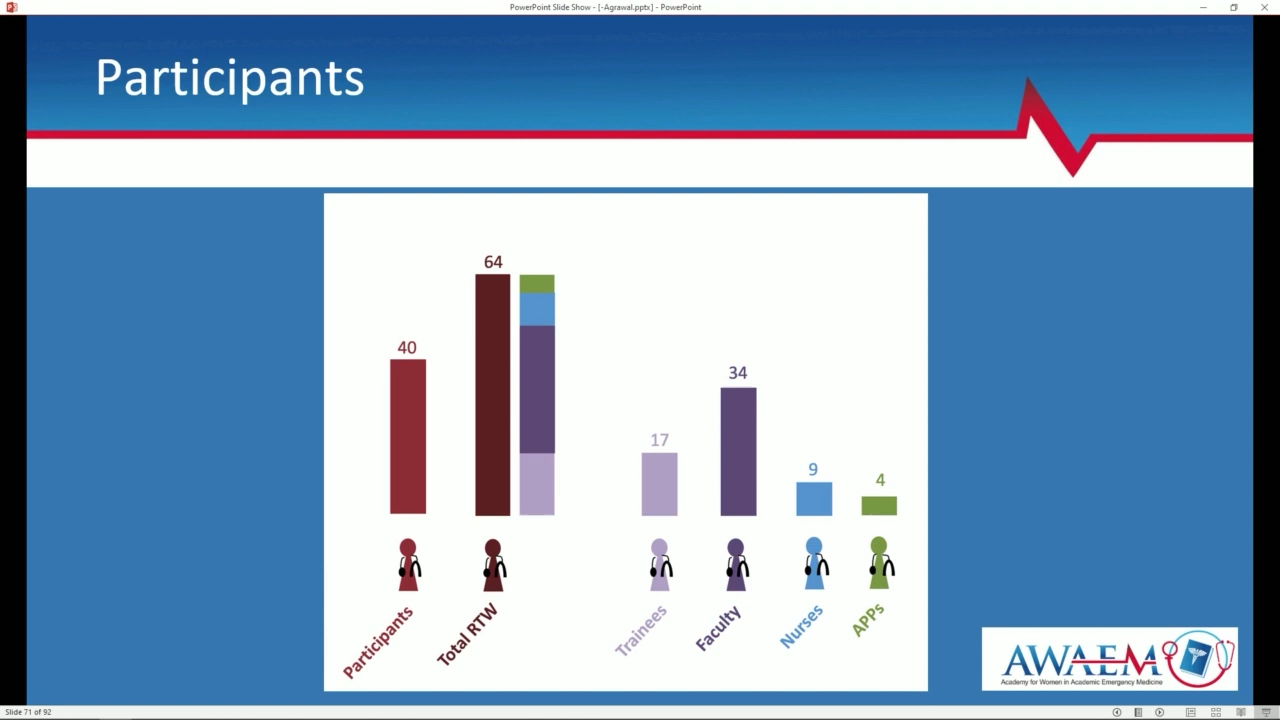 PowerPoint Slide Show - [-Agrawal.pptx] - PowerPoint
Participants
64
40
34
17
9
4
Participants
Total RTW
Trainees
Faculty
Nurses
APPs
AWAEM
Academy for Women in Academic Emergency Medicine
Slide 71 of 92